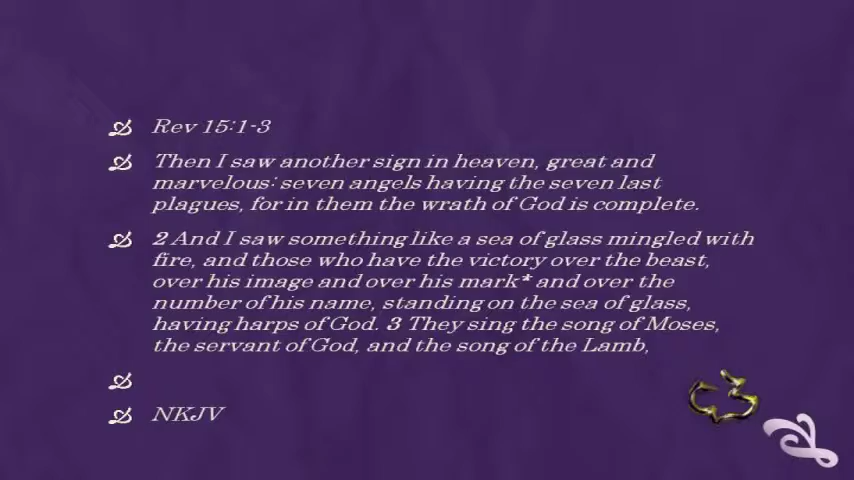 Rev 15:1-3
Then I saw another sign in heaven, great and
marvelous: seven angels having the seven last
plagues, for in them the wrath of God is complete.
2 And I saw something like a sea of glass mingled with
fire, and those who have the victory over the beast,
over his image and over his mark* and over the
number of his name, standing on the sea of glass,
having harps of God. 3 They sing the song of Moses,
the servant of God, and the song of the Lamb,
NKJV